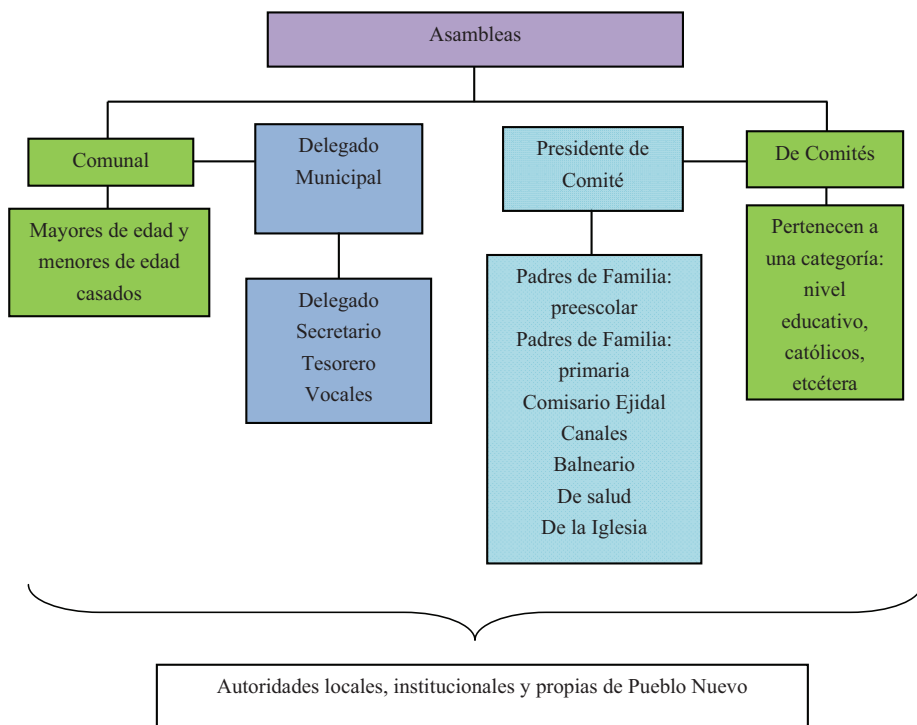 Asambleas
Comunal
Mayores de edad y
menores de edad
casados
Delegado
Municipal
Delegado
Secretario
Tesorero
Vocales
Presidente de
Comité
Padres de Familia:
preescolar
Padres de Familia:
primaria
Comisario Ejidal
Canales
Balneario
De salud
De la Iglesia
De Comités
Pertenecen a
una categoría:
nivel
educativo,
católicos,
etcétera
Autoridades locales, institucionales y propias de Pueblo Nuevo